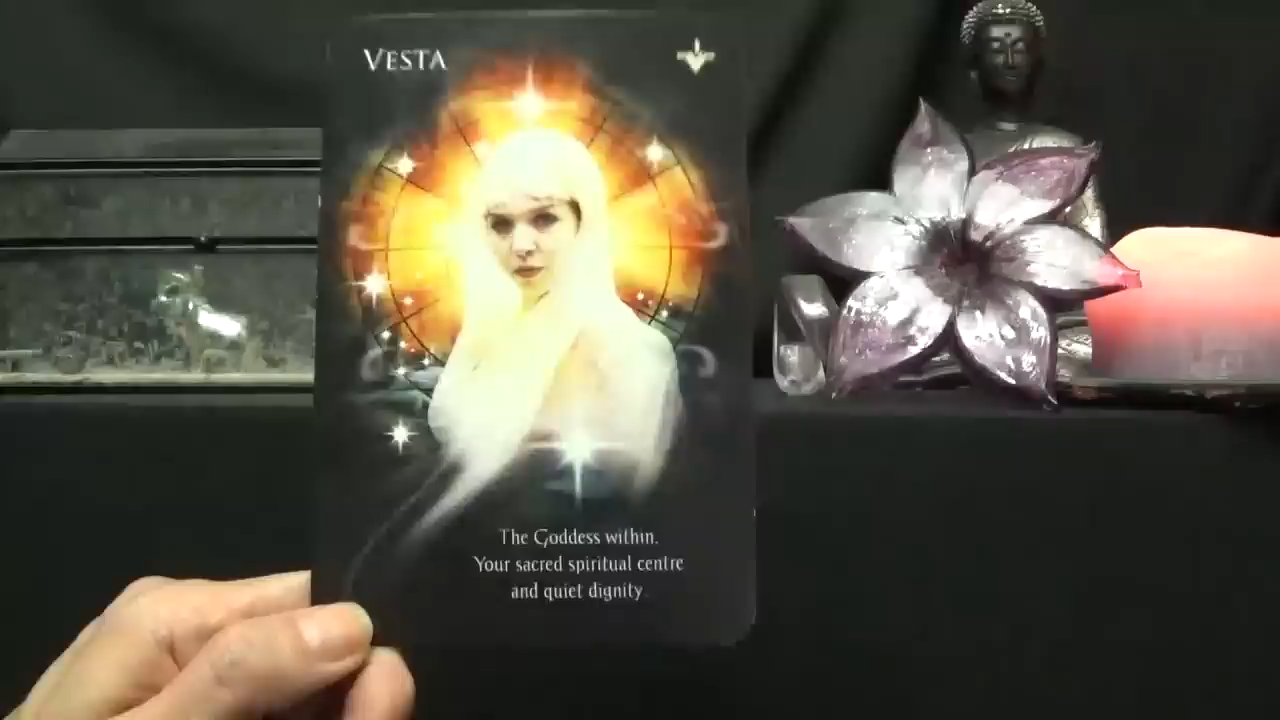 VESTA
The Goddess within.
Your sacred spiritual centre
and quiet dignity.